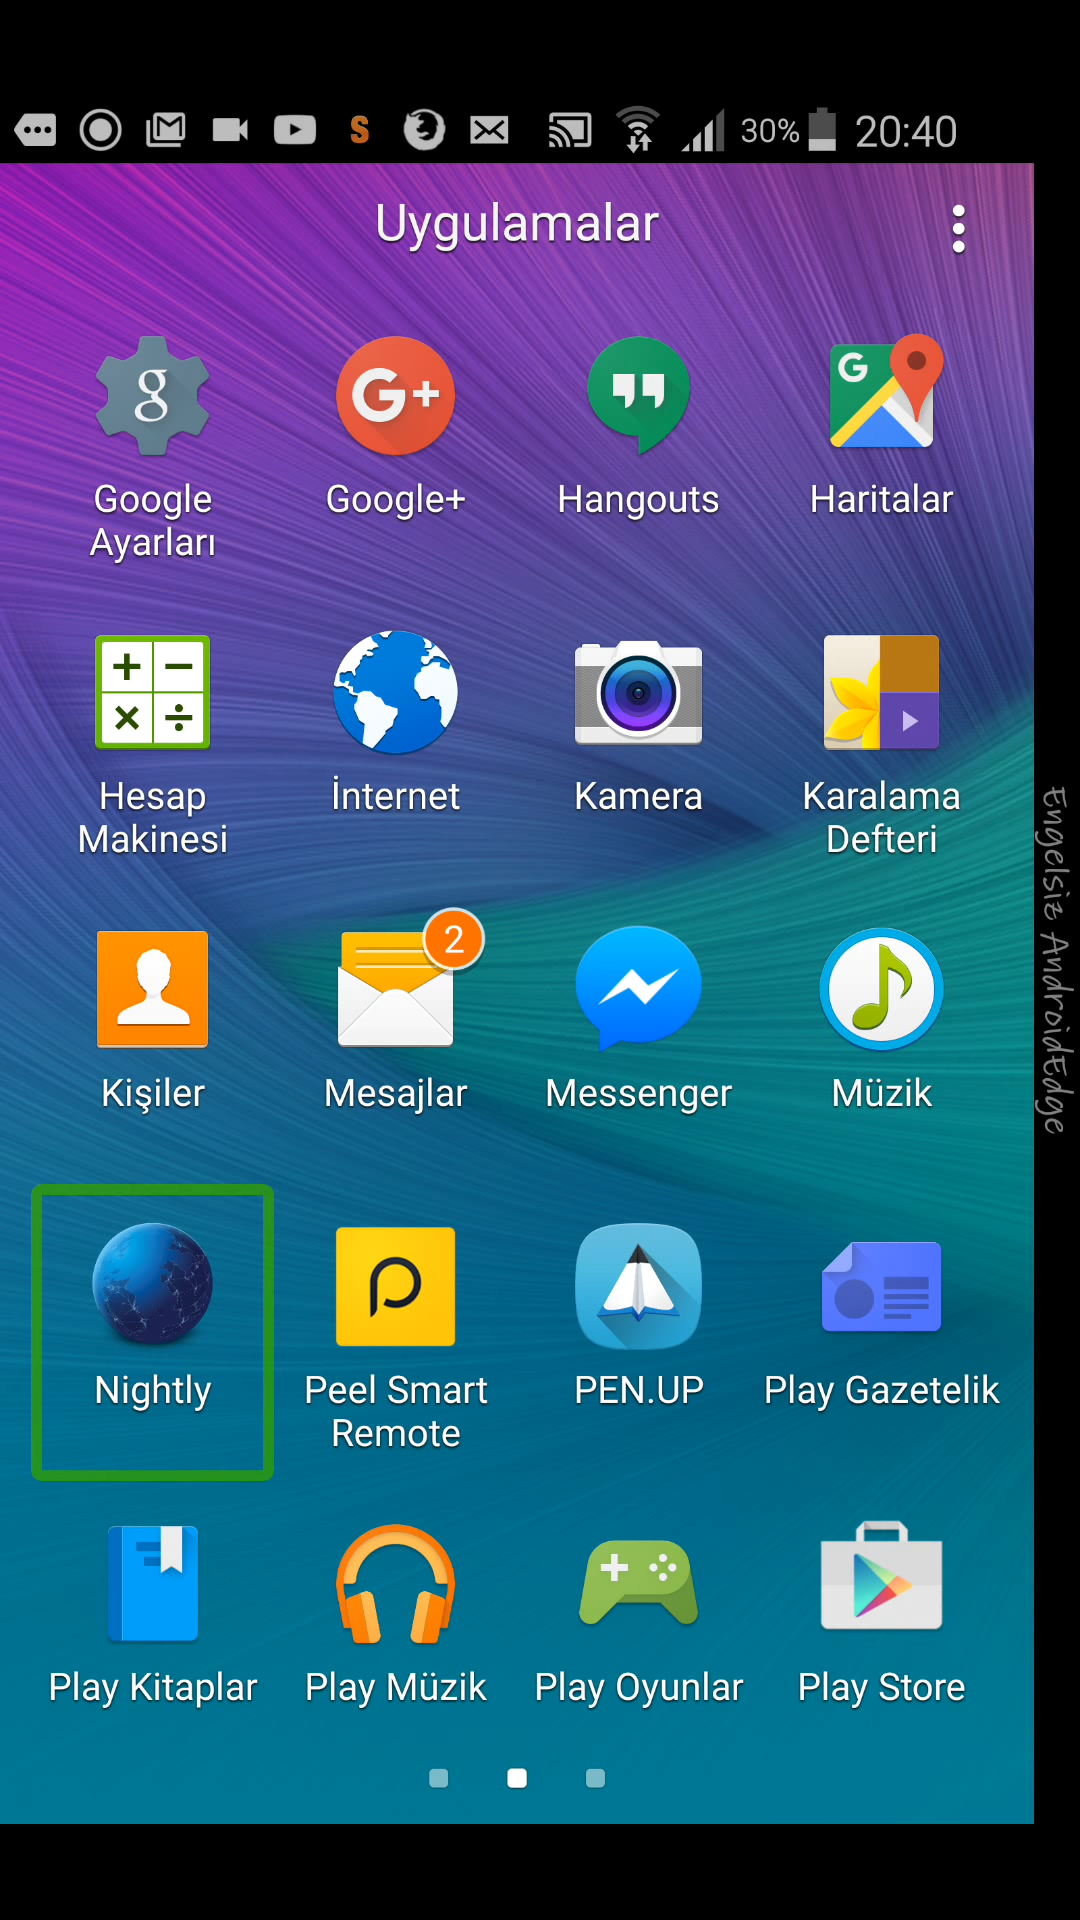 30% 20:40
Uygulamalar
Google Ayarları
Google+
Hangouts
Haritalar
Hesap Makinesi
İnternet
Kamera
Karalama Defteri
Kişiler
2
Mesajlar
Messenger
Müzik
Nightly
Peel Smart Remote
PEN.UP
Play Gazetelik
Play Kitaplar
Play Müzik
Play Oyunlar
Play Store
Engelsiz AndroidEdge